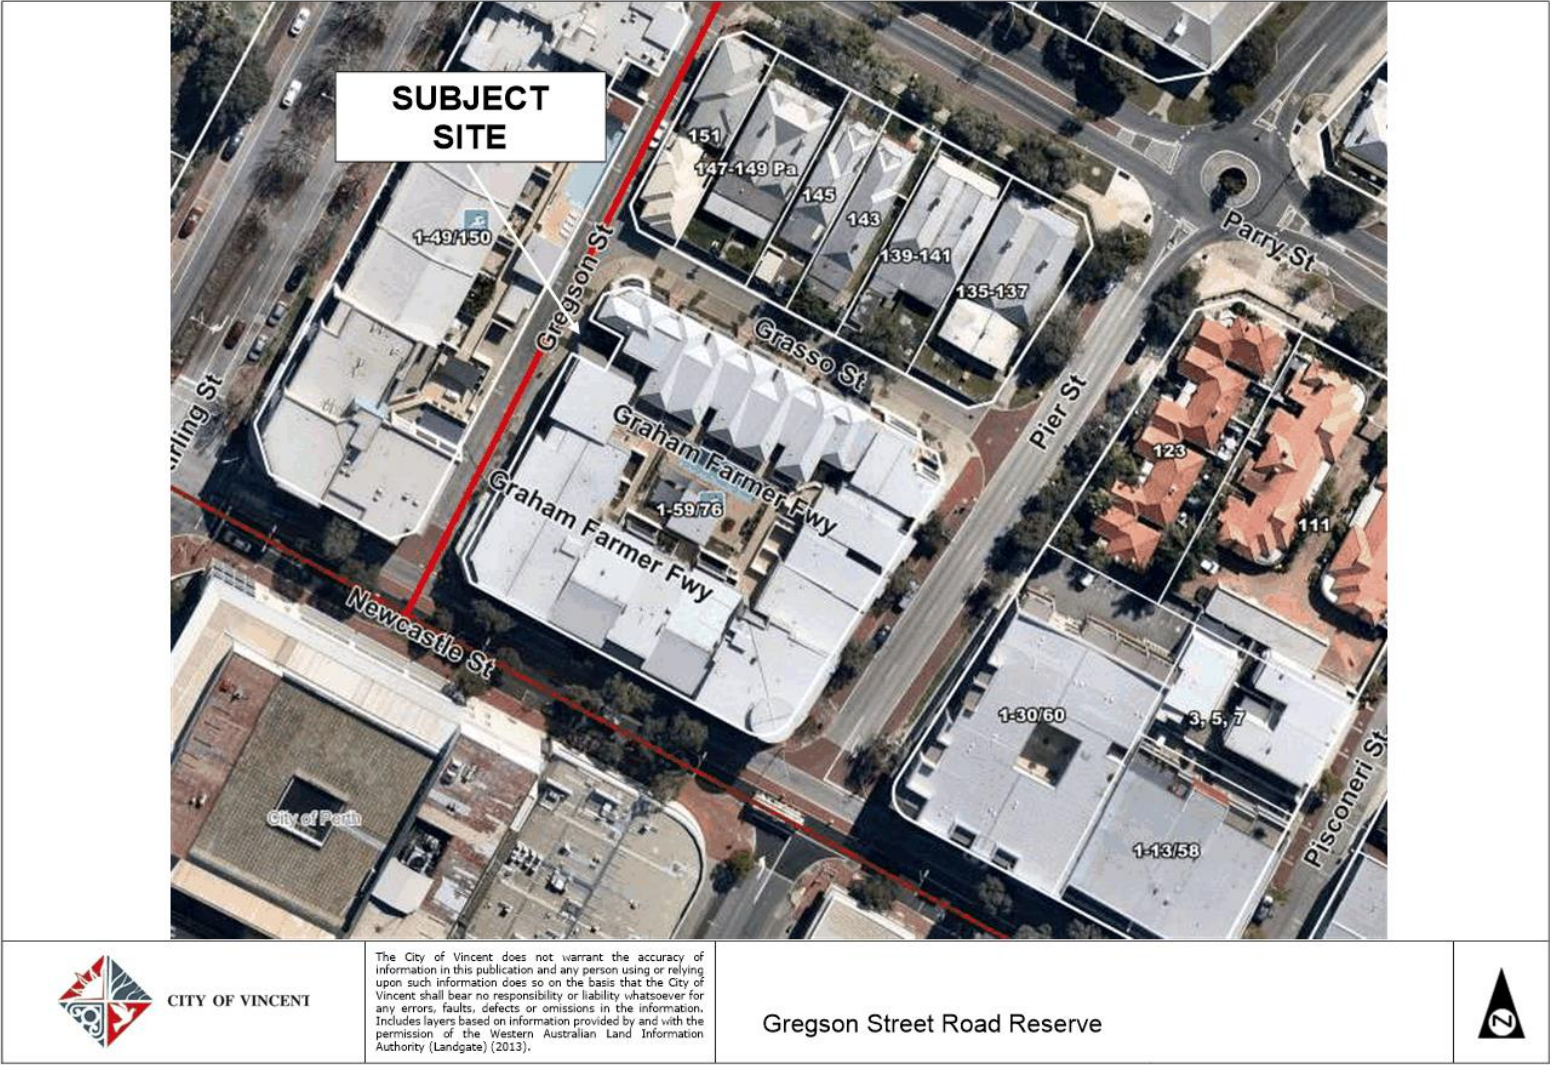 SUBJECT
SITE
151
147-149 Pa
145
143
139-141
135-137
1-49/150
Gregson St
Grasso St
Parry St
Pier St
123
111
Graham Farmer Fwy
1-59/76
Graham Farmer Fwy
Newcastle St
irling St
1-30/60
3, 5, 7
1-13/58
Pisconeri St
City of Perth
CITY OF VINCENT
The City of Vincent does not warrant the accuracy of
information in this publication and any person using or relying
upon such information does so on the basis that the City of
Vincent shall bear no responsibility or liability whatsoever for
any errors, faults, defects or omissions in the information.
Includes layers based on information provided by and with the
permission of the Western Australian Land Information
Authority (Landgate) (2013).
Gregson Street Road Reserve
N